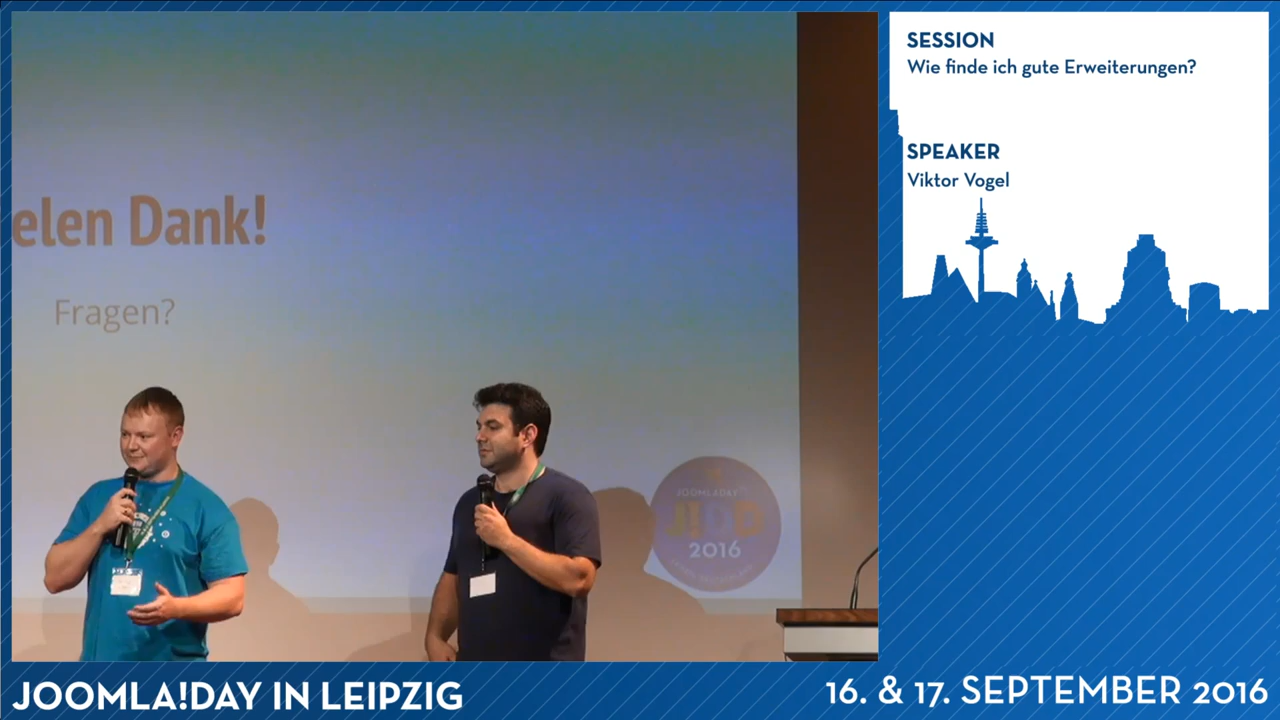 elen Dank!
Fragen?
JOOMLADAY
J!DD
2016
SESSION
Wie finde ich gute Erweiterungen?
SPEAKER
Viktor Vogel
JOOMLA!DAY IN LEIPZIG
16. & 17. SEPTEMBER 2016